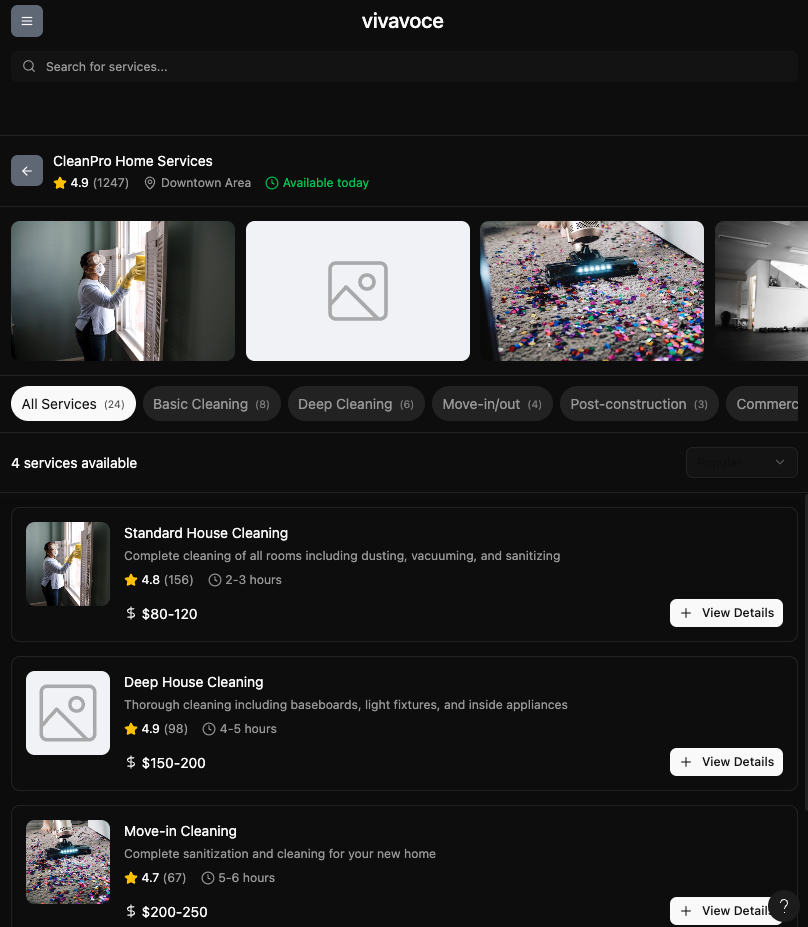 vivavoce
Search for services...
CleanPro Home Services
4.9 (1247) Downtown Area Available today
All Services (24) Basic Cleaning (8) Deep Cleaning (6) Move-in/out (4) Post-construction (3) Commerc
4 services available
Standard House Cleaning
Complete cleaning of all rooms including dusting, vacuuming, and sanitizing
4.8 (156) 2-3 hours
$ $80-120
+ View Details
Deep House Cleaning
Thorough cleaning including baseboards, light fixtures, and inside appliances
4.9 (98) 4-5 hours
$ $150-200
+ View Details
Move-in Cleaning
Complete sanitization and cleaning for your new home
4.7 (67) 5-6 hours
$ $200-250
+ View Details
?